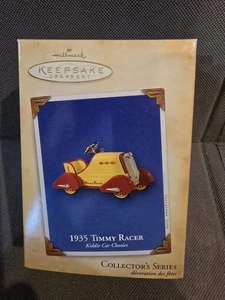 Hallmark
KEEPSAKE
ORNAMENT
1935 TIMMY RACER
Kiddie Car Classics
COLLECTOR'S SERIES
décoration des fêtes